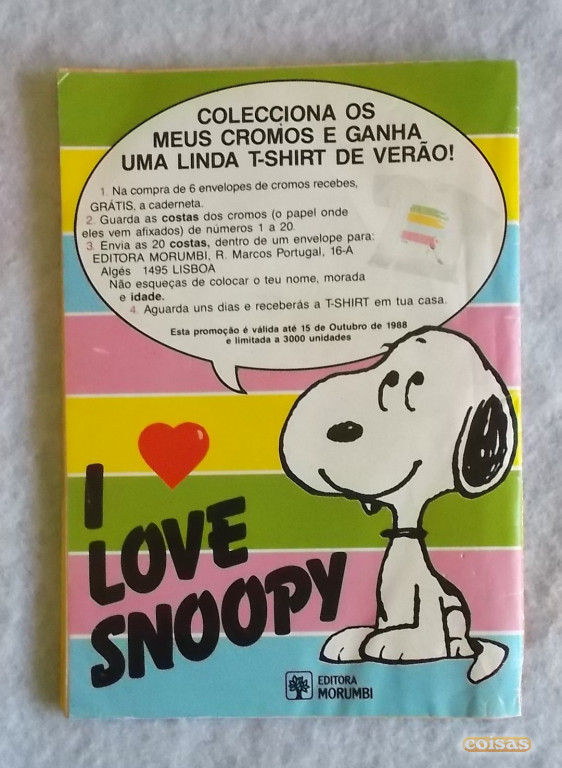 COLECCIONA OS
MEUS CROMOS E GANHA
UMA LINDA T-SHIRT DE VERÃO!
1. Na compra de 6 envelopes de cromos recebes,
GRÁTIS, a caderneta.
2. Guarda as costas dos cromos (o papel onde
eles vem afixados) de números 1 a 20.
3. Envia as 20 costas, dentro de um envelope para:
EDITORA MORUMBI, R. Marcos Portugal, 16-A
Algés 1495 LISBOA
Não esqueças de colocar o teu nome, morada
e idade.
4. Aguarda uns dias e receberás a T-SHIRT em tua casa.
Esta promoção é válida até 15 de Outubro de 1988
e limitada a 3000 unidades
I
LOVE
SNOOPY
EDITORA
MORUMBI
coisas